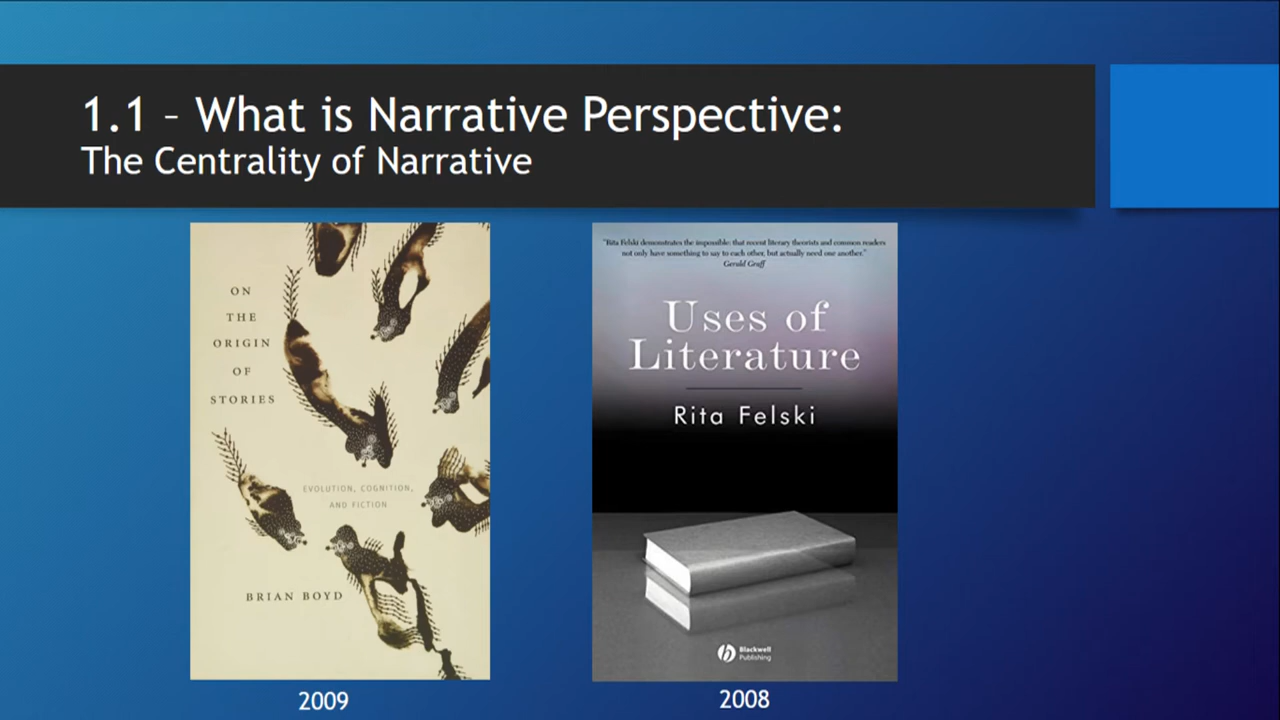 1.1 – What is Narrative Perspective:
The Centrality of Narrative
ON
THE
ORIGIN
OF
STORIES
EVOLUTION, COGNITION,
AND FICTION
BRIAN BOYD
2009
"Rita Felski demonstrates the impossible: that recent literary theorists and common readers
not only have something to say to each other, but actually need one another."
Gerald Graff
Uses of
Literature
Rita Felski
Blackwell
Publishing
2008